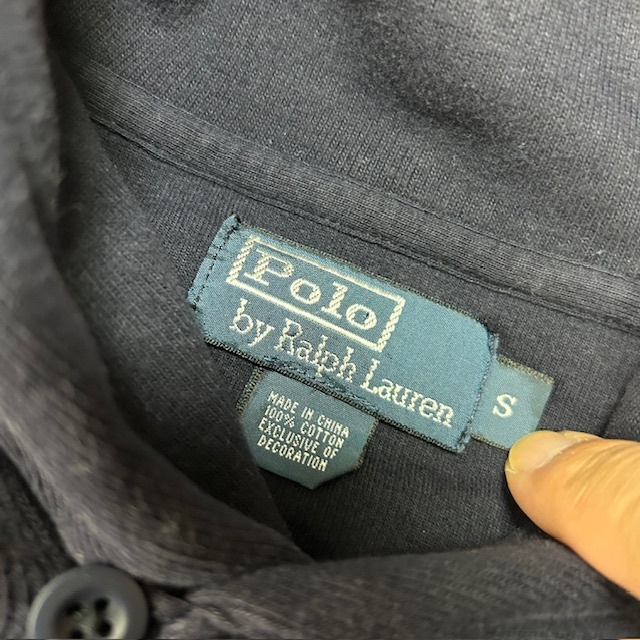 Polo
by Ralph Lauren
S
MADE IN CHINA
100% COTTON
EXCLUSIVE OF
DECORATION